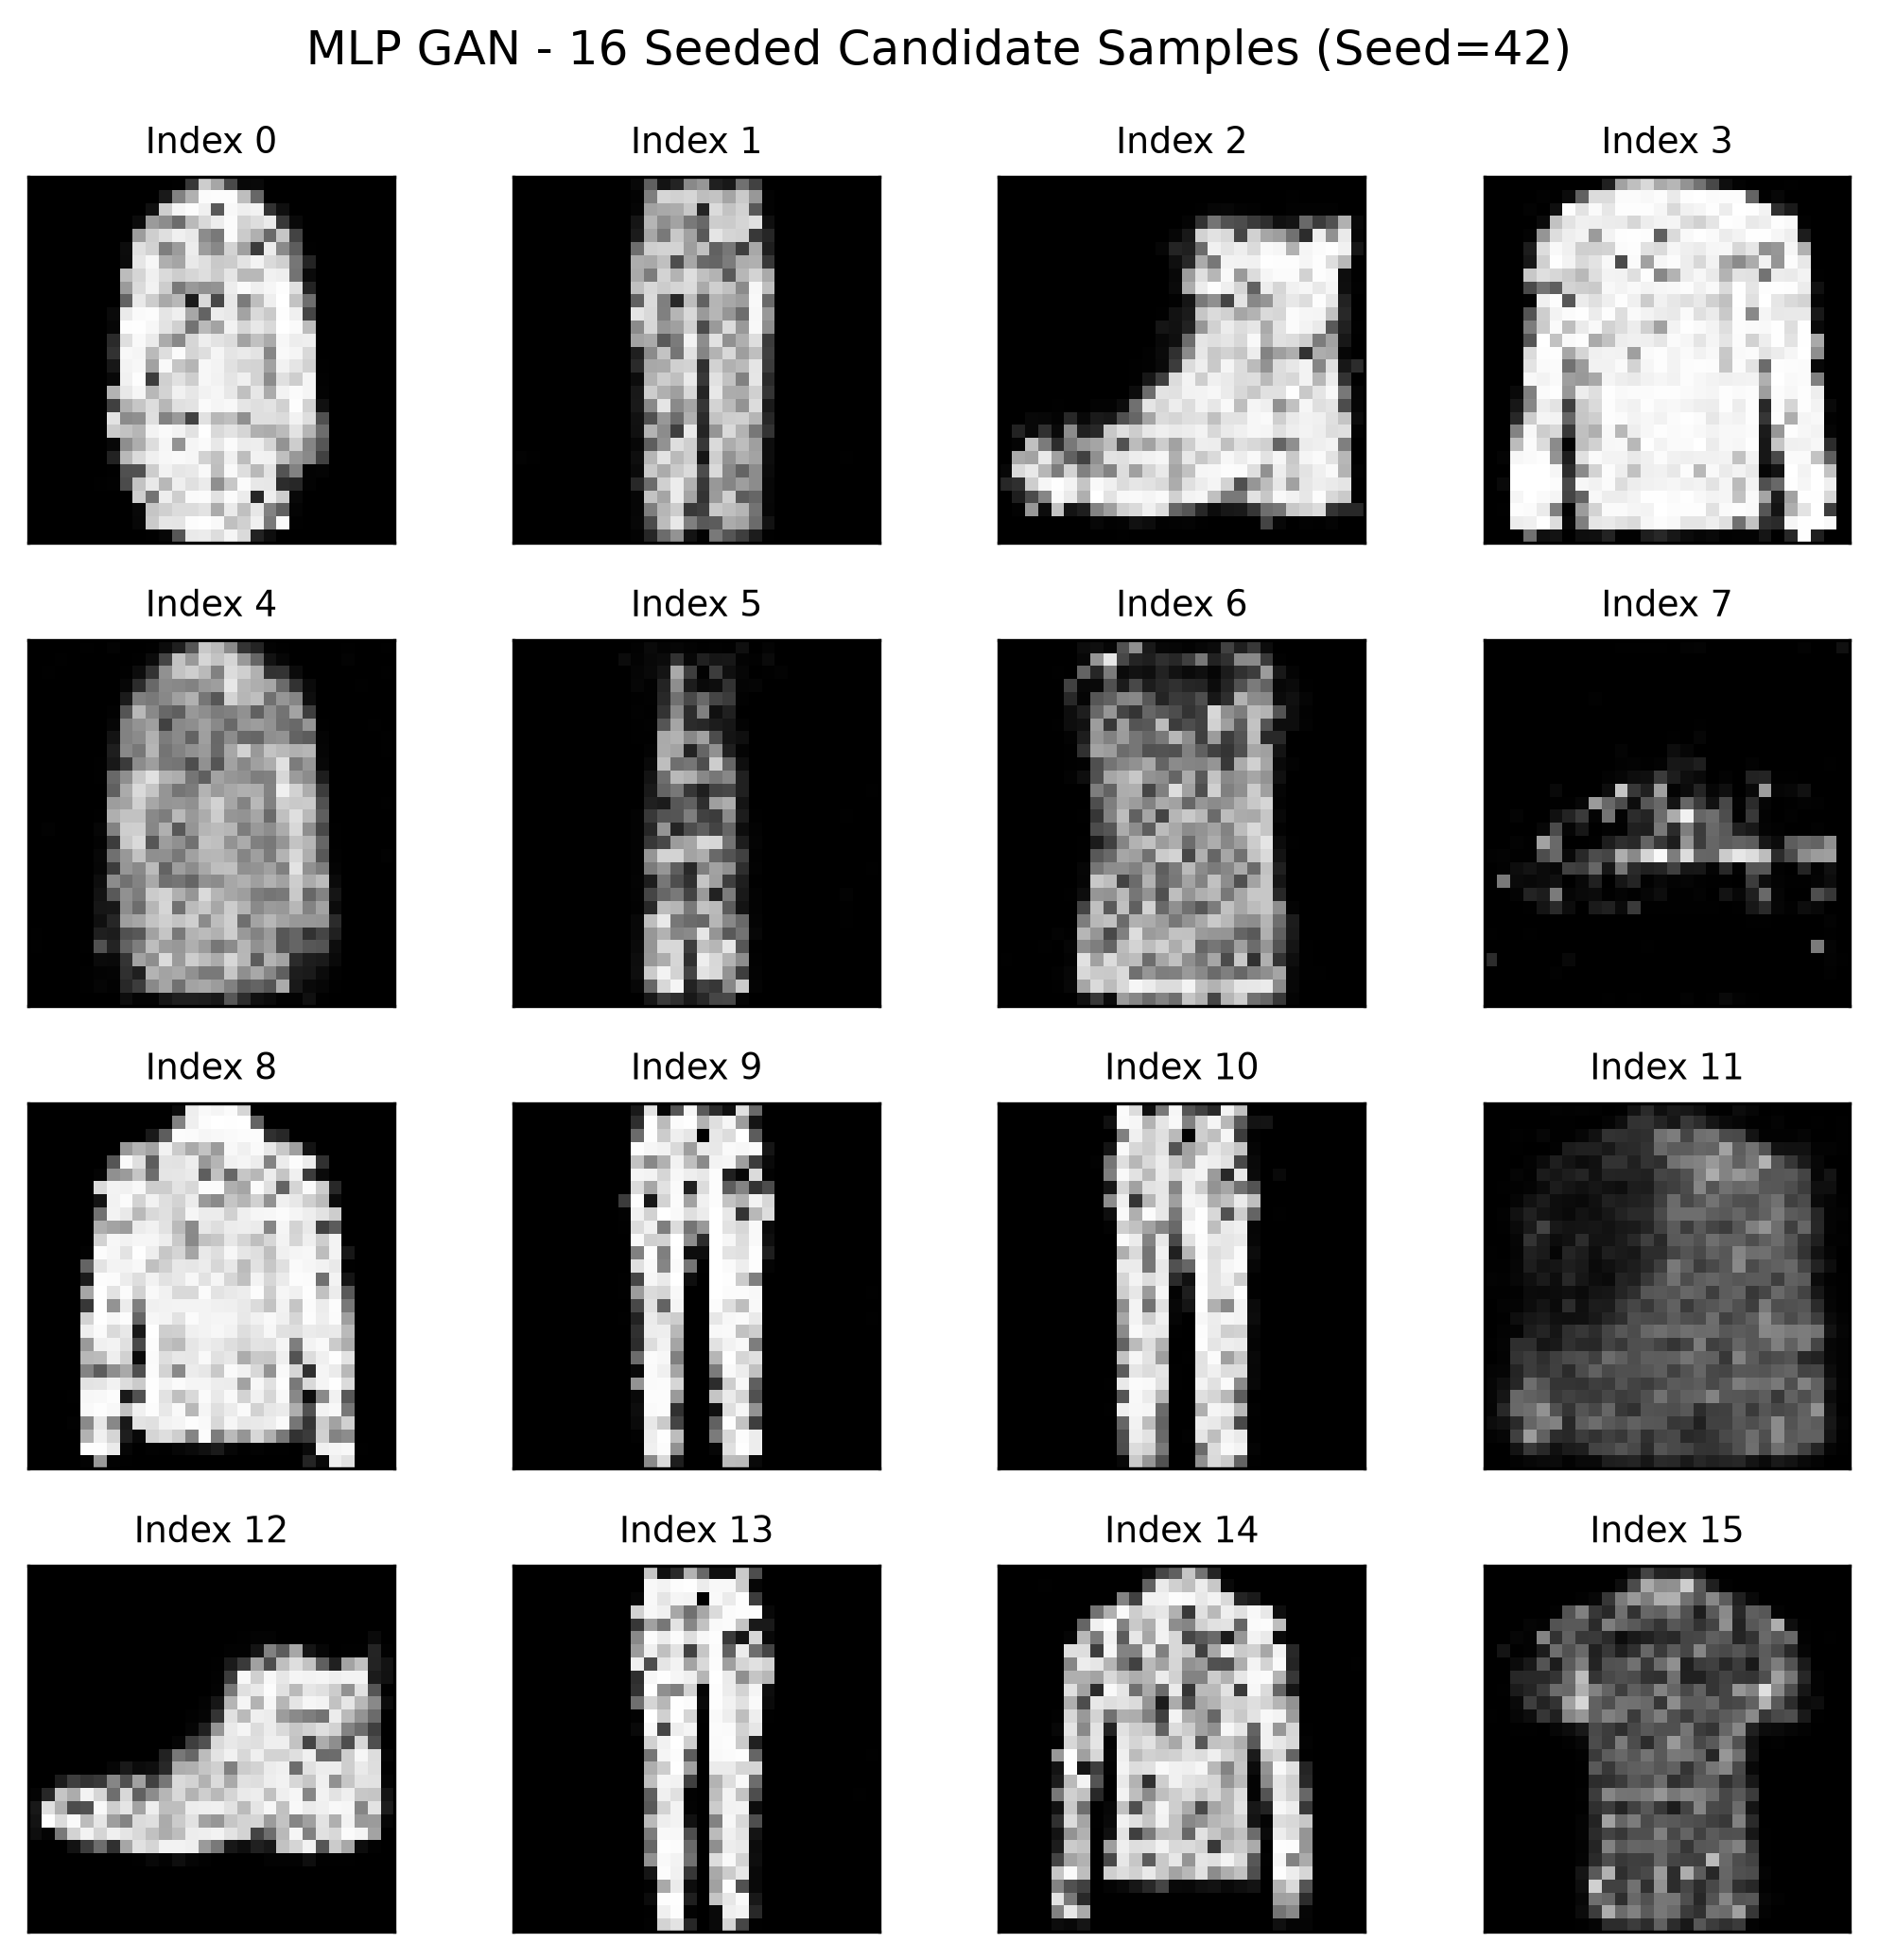 MLP GAN - 16 Seeded Candidate Samples (Seed=42)
Index 0
Index 1
Index 2
Index 3
Index 4
Index 5
Index 6
Index 7
Index 8
Index 9
Index 10
Index 11
Index 12
Index 13
Index 14
Index 15